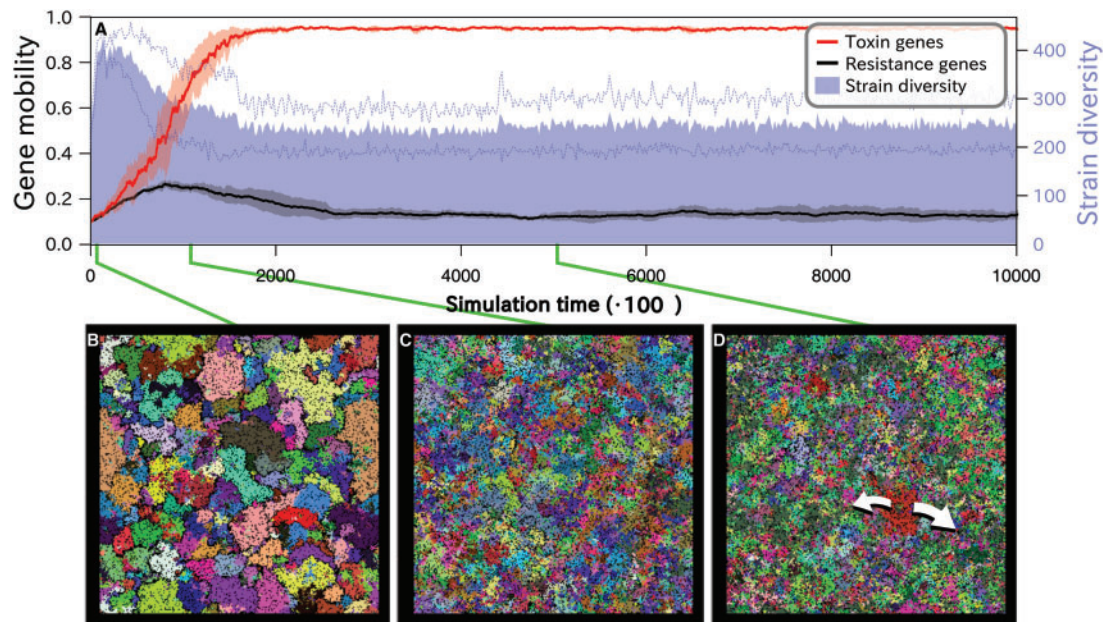 A
Gene mobility
1.0
0.8
0.6
0.4
0.2
0.0
Toxin genes
Resistance genes
Strain diversity
400
300
200
100
0
Strain diversity
0
2000
4000
6000
8000
10000
Simulation time (·100 )
B
C
D